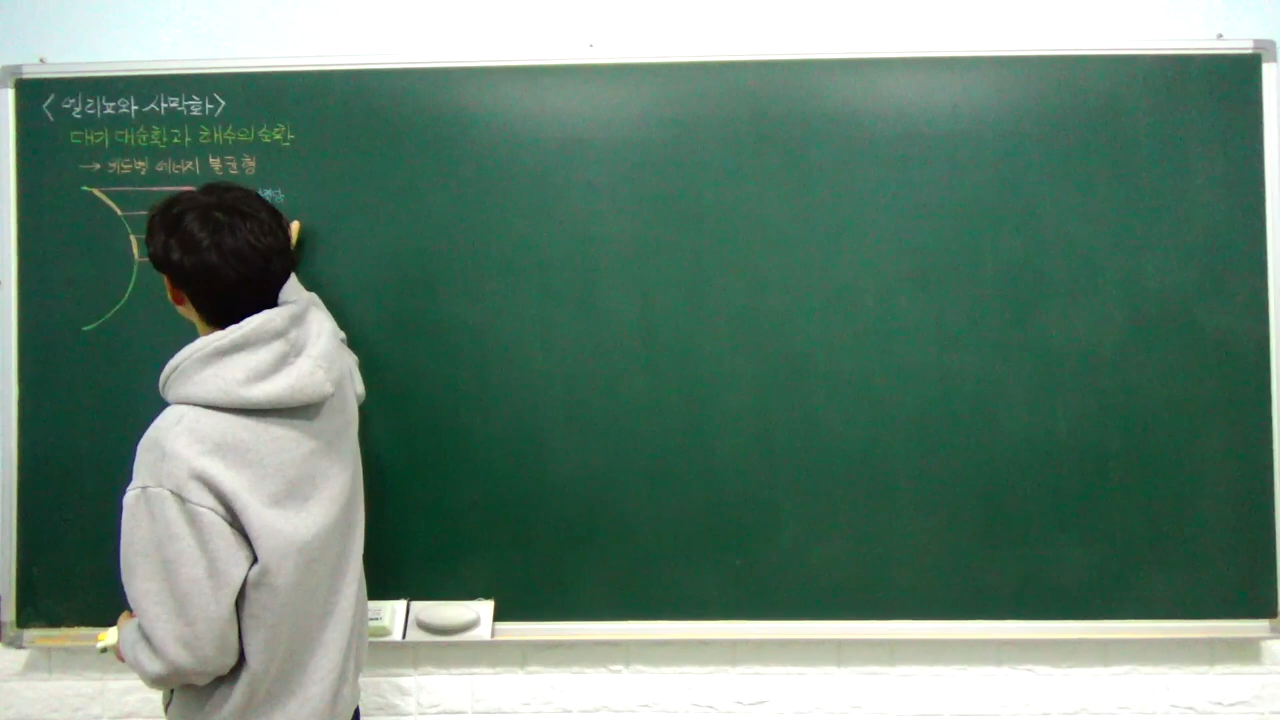 <엘리뇨와 사막화>
대기 대순환과 해수의 순환
→ 위도별 에너지 불균형